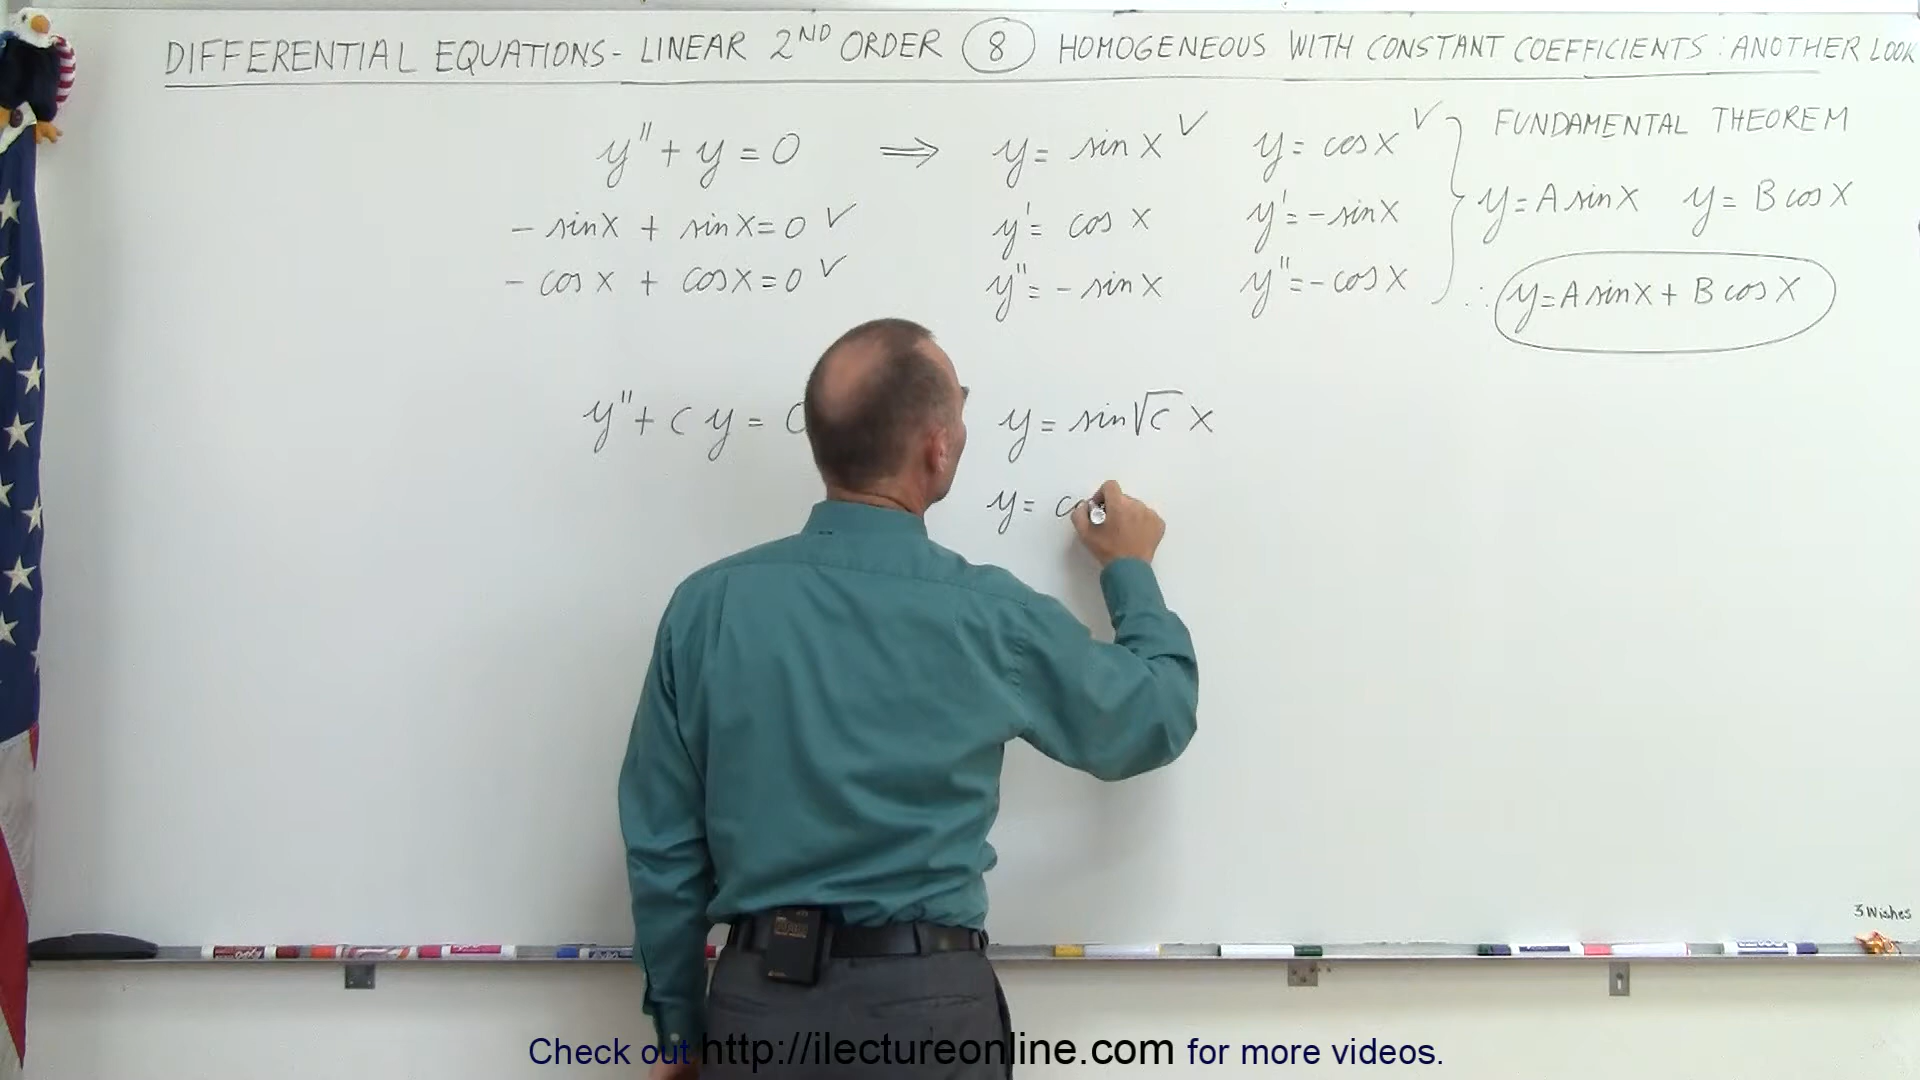 DIFFERENTIAL EQUATIONS - LINEAR 2ND ORDER 8 HOMOGENEOUS WITH CONSTANT COEFFICIENTS: ANOTHER LOOK
y'' + y = 0 ⟹ y = sin x ✓ y = cos x ✓ FUNDAMENTAL THEOREM
- sin x + sin x = 0 ✓ y' = cos x y' = - sin x y = A sin x y = B cos x
- cos x + cos x = 0 ✓ y'' = - sin x y'' = - cos x ∴ y = A sin x + B cos x
y'' + c y = 0 y = sin √c x
y = co
3 Wishes
Check out http://ilectureonline.com for more videos.